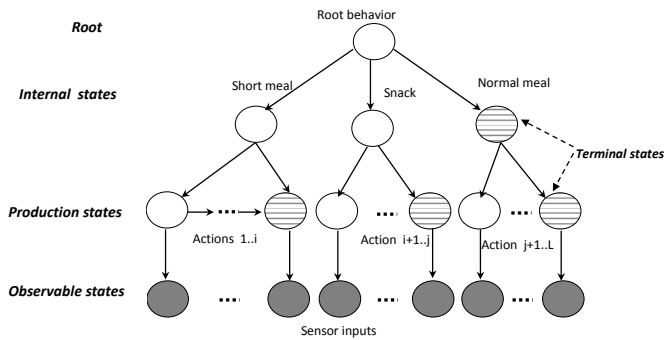 Root
Root behavior
Internal states
Short meal
Snack
Normal meal
Terminal states
Production states
Actions 1..i
Action i+1..j
Action j+1..L
Observable states
Sensor inputs